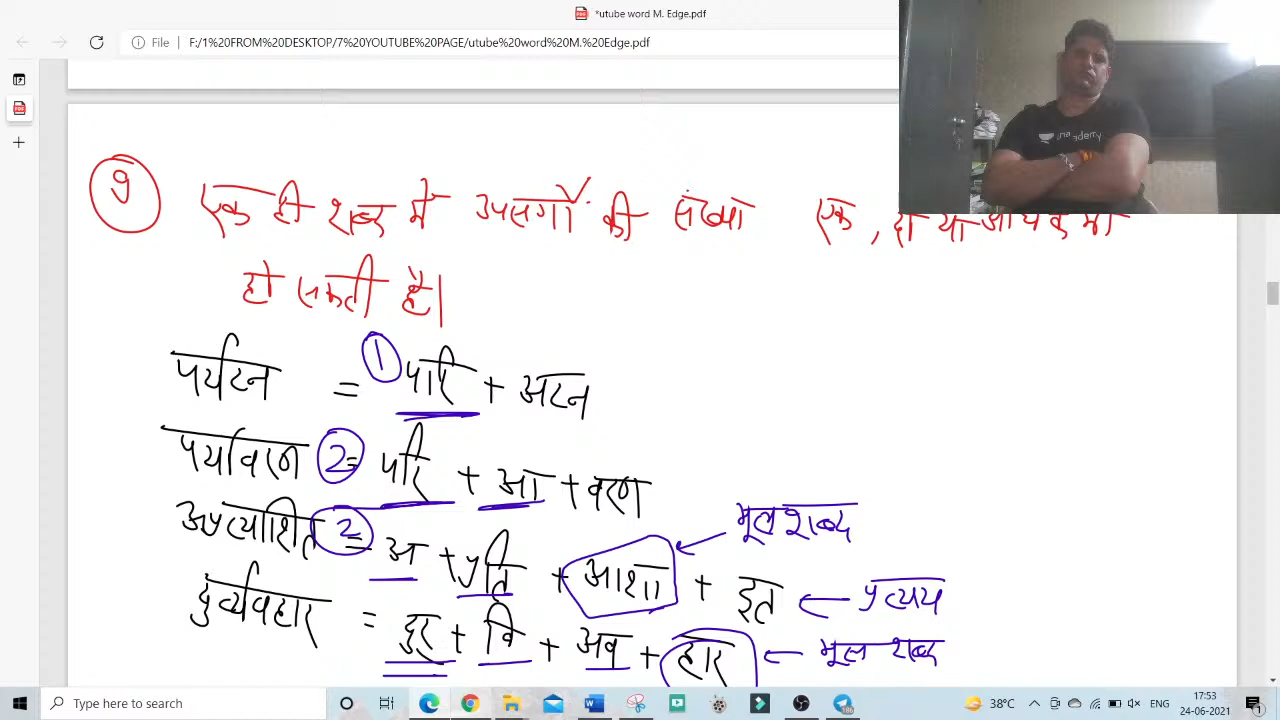 *utube word M. Edge.pdf
File F:/1%20FROM%20DESKTOP/7%20YOUTUBE%20PAGE/utube%20word%20M.%20Edge.pdf
9 एक ही शब्द में उपसर्गों की संख्या एक, दो या अधिक भी
हो सकती है।
पर्यटन = 1 परि + अटन
पर्यावरण 2 = परि + आ + वरण
मूल शब्द
अप्रत्याशित 2 = अ + प्रति + आशा + इत ← प्रत्यय
दुर्व्यवहार = दुर् + वि + अव + हार ← मूल शब्द
Type here to search
186
38°C
ENG
17:53
24-06-2021
1